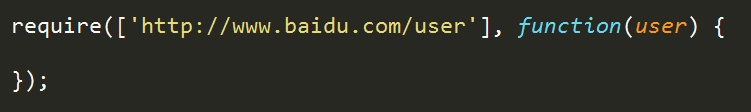 require(['http://www.baidu.com/user'], function(user) {
});